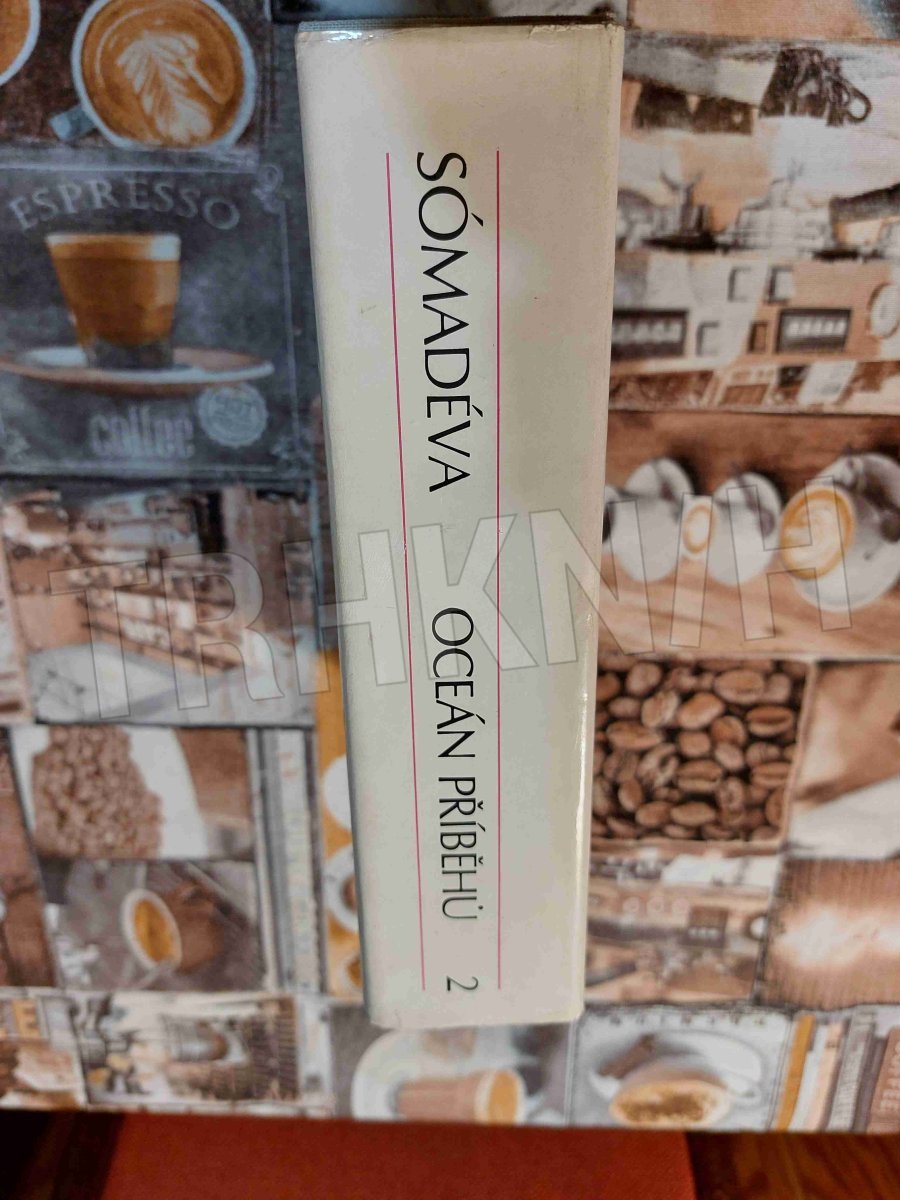 SÓMADÉVA OCEÁN PŘÍBĚHŮ 2
TRHKNIH
ESPRESSO
coffee